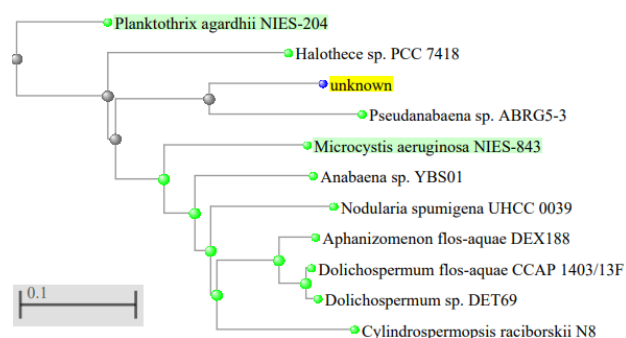 Planktothrix agardhii NIES-204
Halothece sp. PCC 7418
unknown
Pseudanabaena sp. ABRG5-3
Microcystis aeruginosa NIES-843
Anabaena sp. YBS01
Nodularia spumigena UHCC 0039
Aphanizomenon flos-aquae DEX188
Dolichospermum flos-aquae CCAP 1403/13F
0.1
Dolichospermum sp. DET69
Cylindrospermopsis raciborskii N8